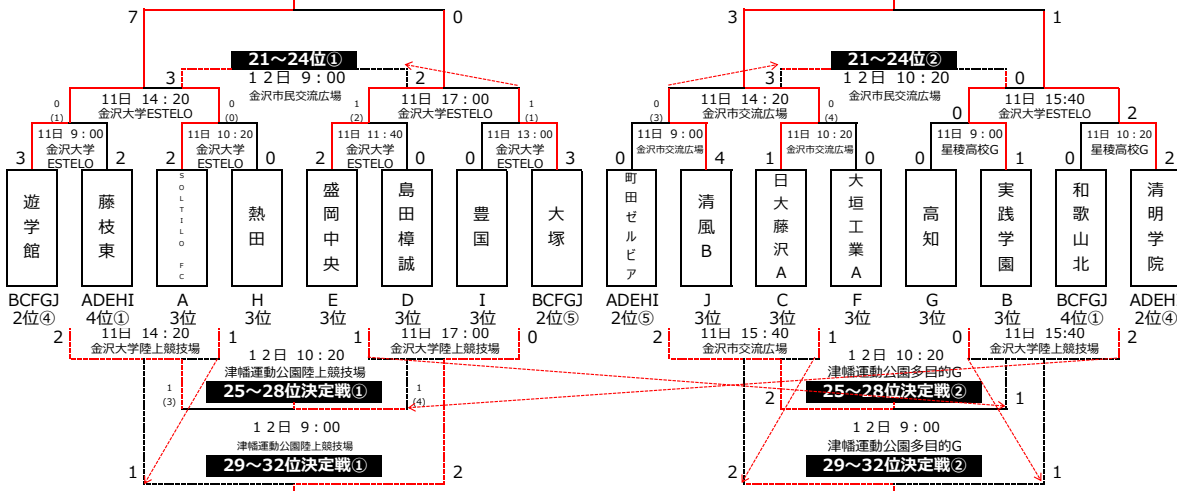 7 0 3 1
21～24位① 21～24位②
3 １２日 9：00 2 3 １２日 10：20 0
金沢市民交流広場 金沢市民交流広場
0 (1) 11日 14：20 0 (0) 1 (2) 11日 17：00 1 (1) 0 (3) 11日 14：20 0 (4) 0 11日 15:40 2
金沢大学ESTELO 金沢大学ESTELO 金沢市交流広場 金沢大学ESTELO
11日 9：00 11日 10：20 11日 11：40 11日 13：00 11日 9：00 11日 10：20 11日 9：00 11日 10：20
金沢大学 金沢大学 金沢大学 金沢大学 金沢市交流広場 金沢市交流広場 星稜高校G 星稜高校G
ESTELO ESTELO ESTELO ESTELO
3 2 2 0 2 0 0 3 0 4 1 0 0 1 0 2
遊学館
藤枝東
SOLTILO FC
熱田
盛岡中央
島田樟誠
豊国
大塚
町田ゼルビア
清風B
日大藤沢A
大垣工業A
高知
実践学園
和歌山北
清明学院
BCFGJ ADEHI A H E D I BCFGJ ADEHI J C F G B BCFGJ ADEHI
2位④ 4位① 3位 3位 3位 3位 3位 2位⑤ 2位⑤ 3位 3位 3位 3位 3位 4位① 2位④
2 11日 14：20 1 1 11日 17：00 0 2 11日 15：40 1 0 11日 15:40 2
金沢大学陸上競技場 金沢大学陸上競技場 金沢市交流広場 金沢大学陸上競技場
１２日 10：20 １２日 10：20
津幡運動公園陸上競技場 津幡運動公園多目的G
1 (3) 25～28位決定戦① 1 (4) 2 25～28位決定戦② 1
１２日 9：00 １２日 9：00
津幡運動公園陸上競技場 津幡運動公園多目的G
1 29～32位決定戦① 2 2 29～32位決定戦② 1